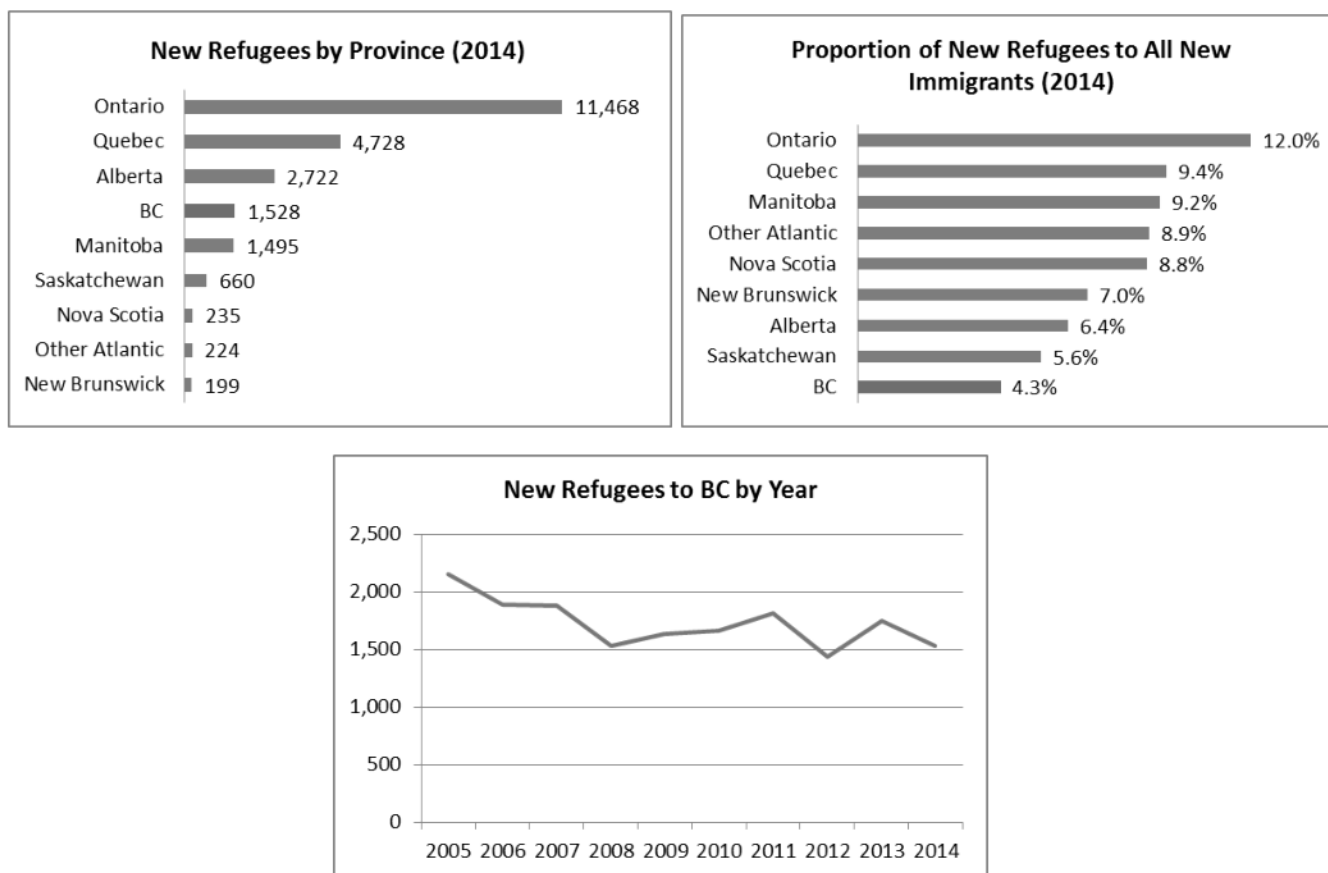 New Refugees by Province (2014)
Ontario 11,468
Quebec 4,728
Alberta 2,722
BC 1,528
Manitoba 1,495
Saskatchewan 660
Nova Scotia 235
Other Atlantic 224
New Brunswick 199
Proportion of New Refugees to All New
Immigrants (2014)
Ontario 12.0%
Quebec 9.4%
Manitoba 9.2%
Other Atlantic 8.9%
Nova Scotia 8.8%
New Brunswick 7.0%
Alberta 6.4%
Saskatchewan 5.6%
BC 4.3%
New Refugees to BC by Year
2,500
2,000
1,500
1,000
500
0
2005 2006 2007 2008 2009 2010 2011 2012 2013 2014